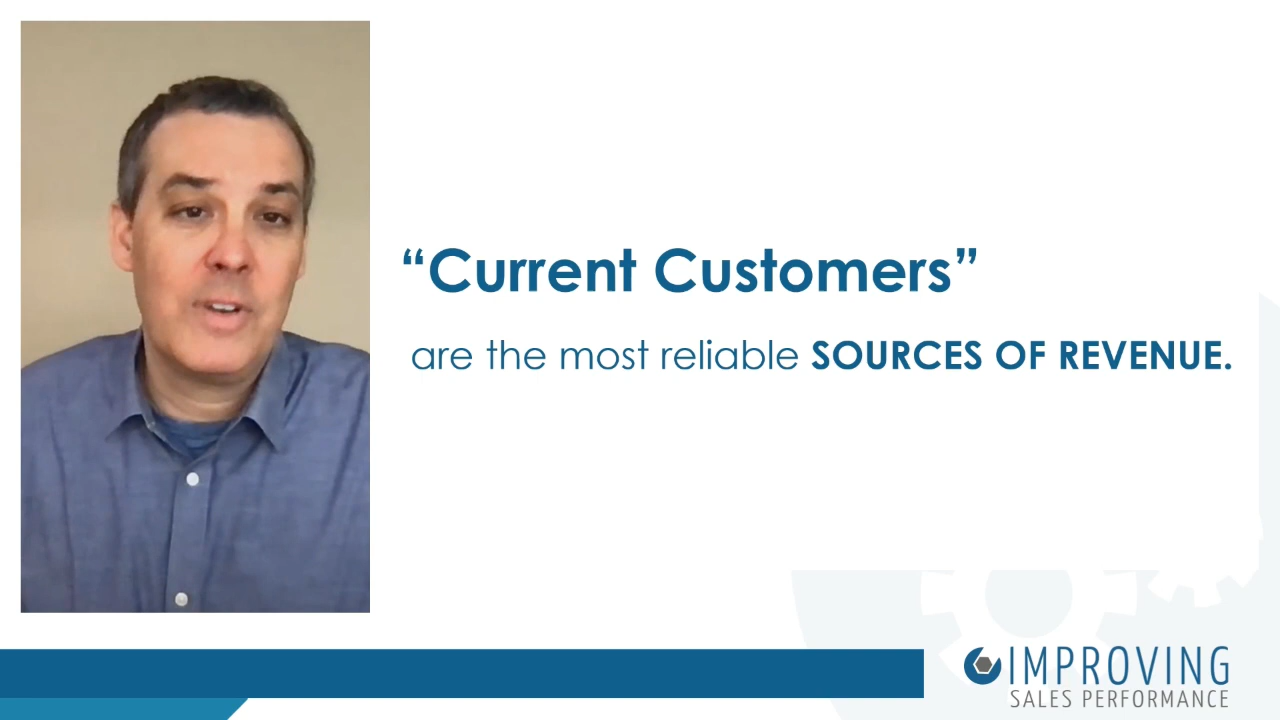 “Current Customers”
are the most reliable SOURCES OF REVENUE.
IMPROVING
SALES PERFORMANCE